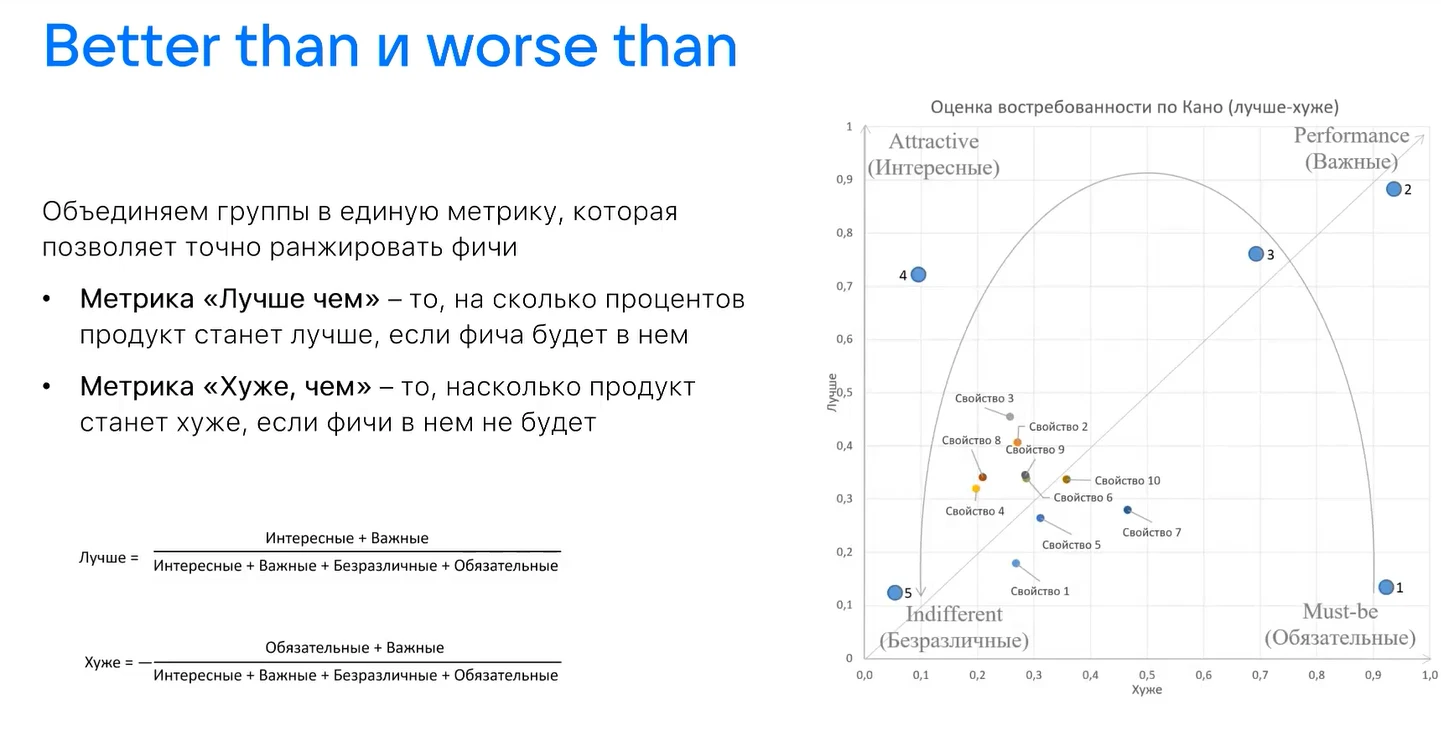 Better than и worse than
Объединяем группы в единую метрику, которая
позволяет точно ранжировать фичи
• Метрика «Лучше чем» – то, на сколько процентов
продукт станет лучше, если фича будет в нем
• Метрика «Хуже, чем» – то, насколько продукт
станет хуже, если фичи в нем не будет
Лучше =
Интересные + Важные
Интересные + Важные + Безразличные + Обязательные
Хуже = —
Обязательные + Важные
Интересные + Важные + Безразличные + Обязательные
Оценка востребованности по Кано (лучше-хуже)
Attractive
(Интересные)
Performance
(Важные)
1
0,9
0,8
0,7
0,6
0,5
0,4
0,3
0,2
0,1
0
Лучше
2
3
4
Свойство 3
Свойство 2
Свойство 8
Свойство 9
Свойство 10
Свойство 6
Свойство 4
Свойство 7
Свойство 5
Свойство 1
5
1
Indifferent
(Безразличные)
Must-be
(Обязательные)
0,0
0,1
0,2
0,3
0,4
0,5
0,6
0,7
0,8
0,9
1,0
Хуже